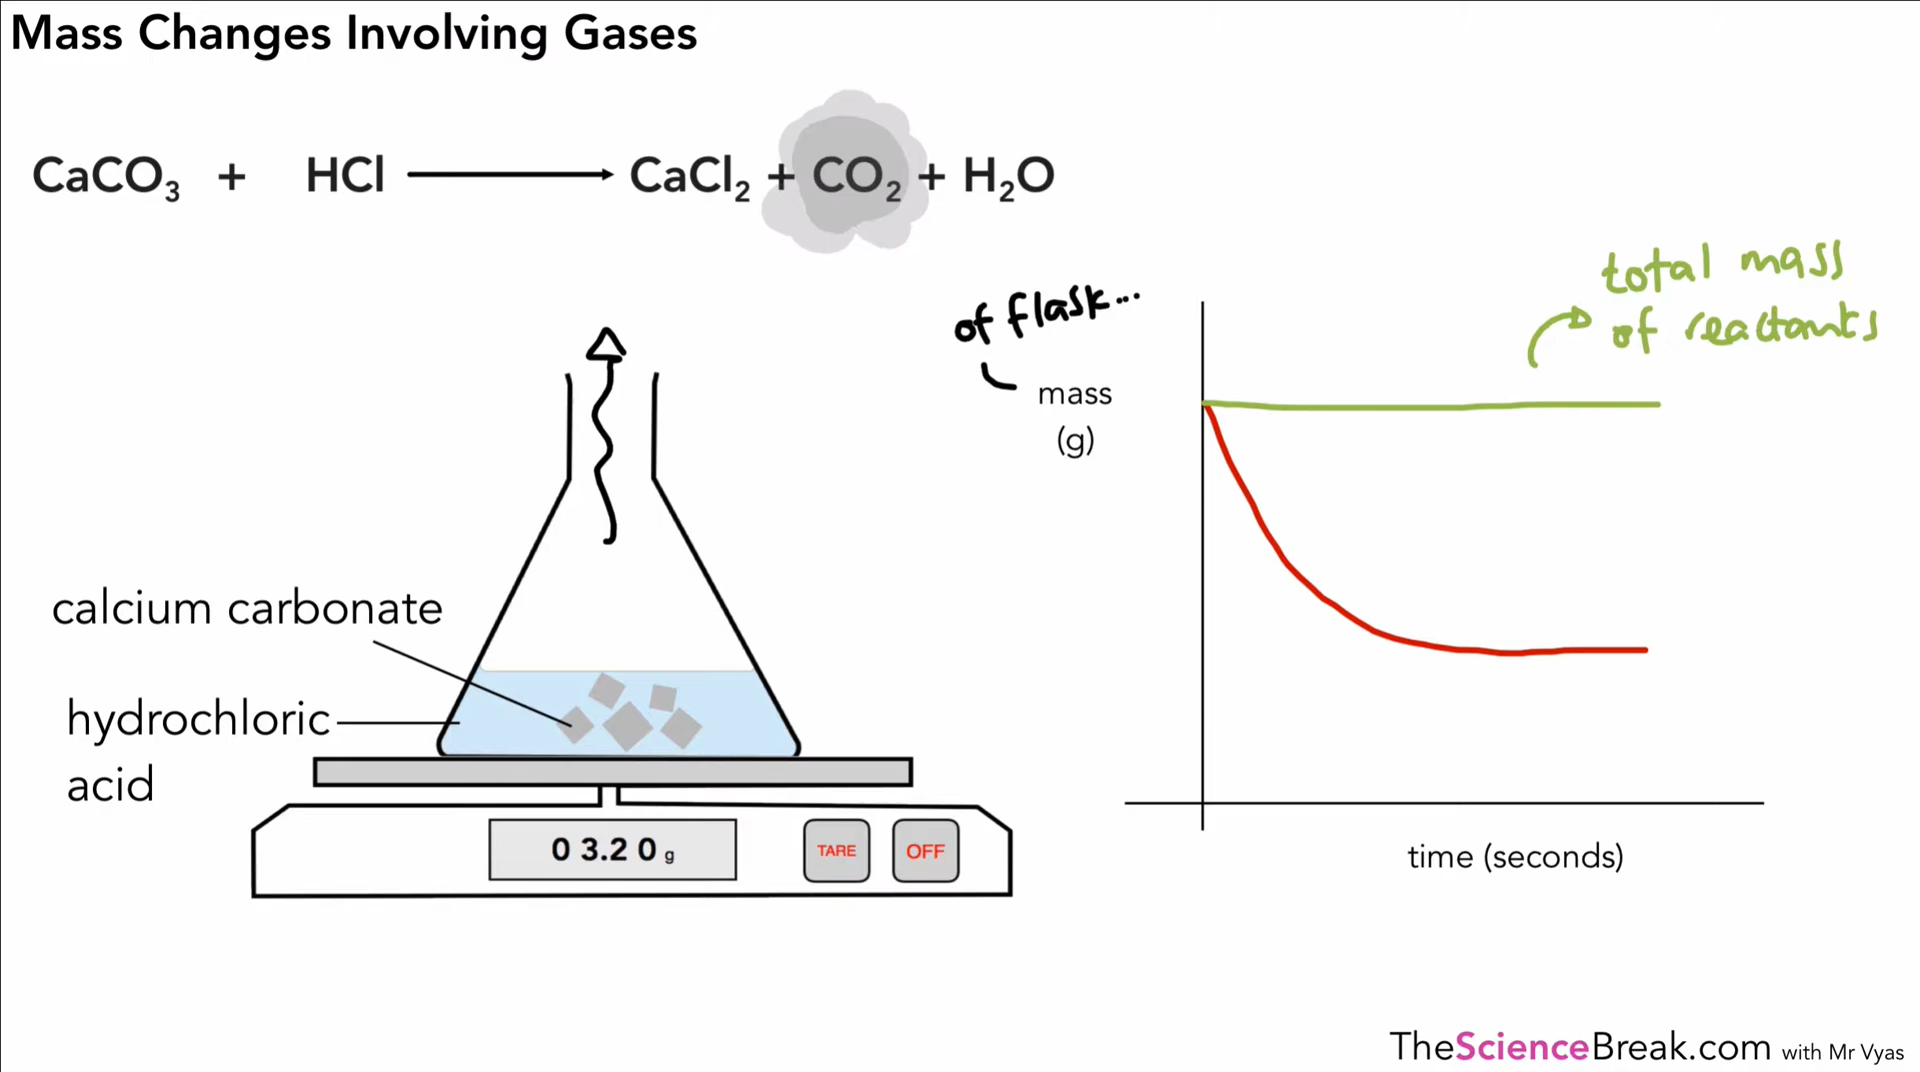 Mass Changes Involving Gases
CaCO₃ + HCl ⟶ CaCl₂ + CO₂ + H₂O
total mass
of reactants
of flask...
mass
(g)
calcium carbonate
hydrochloric
acid
0 3.2 0 g
TARE
OFF
time (seconds)
TheScienceBreak.com with Mr Vyas